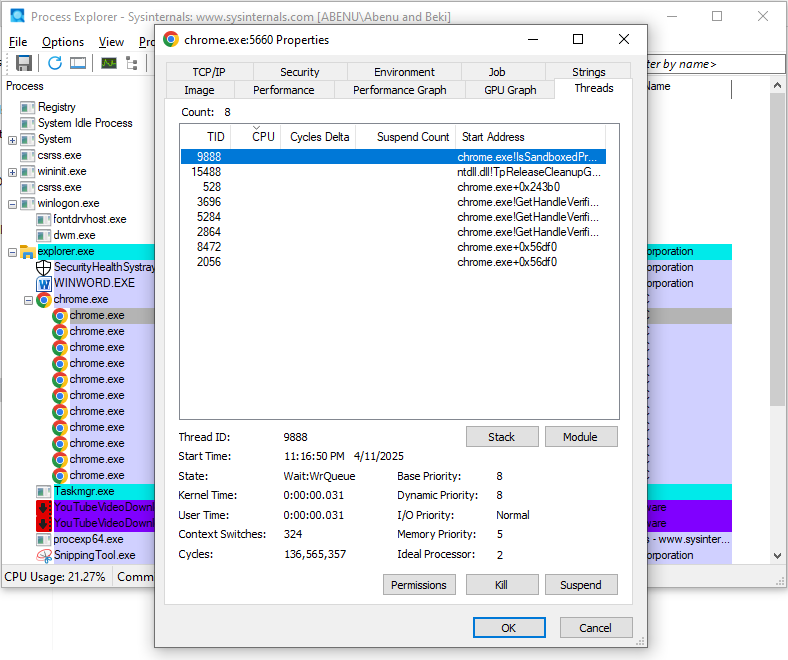 Process Explorer - Sysinternals: www.sysinternals.com [ABENU\Abenu and Beki]
File Options View Pro
ter by name>
Process
Name
Registry
System Idle Process
System
csrss.exe
wininit.exe
csrss.exe
winlogon.exe
fontdrvhost.exe
dwm.exe
explorer.exe
orporation
SecurityHealthSystray
orporation
WINWORD.EXE
orporation
chrome.exe
chrome.exe
chrome.exe
chrome.exe
chrome.exe
chrome.exe
chrome.exe
chrome.exe
chrome.exe
chrome.exe
chrome.exe
chrome.exe
Taskmgr.exe
YouTubeVideoDownl
ware
YouTubeVideoDownl
ware
procexp64.exe
s - www.sysinter...
SnippingTool.exe
orporation
CPU Usage: 21.27% Comm
chrome.exe:5660 Properties
TCP/IP Security Environment Job Strings
Image Performance Performance Graph GPU Graph Threads
Count: 8
TID CPU Cycles Delta Suspend Count Start Address
9888 chrome.exe!IsSandboxedPr...
15488 ntdll.dll!TpReleaseCleanupG...
528 chrome.exe+0x243b0
3696 chrome.exe!GetHandleVerifi...
5284 chrome.exe!GetHandleVerifi...
2864 chrome.exe!GetHandleVerifi...
8472 chrome.exe+0x56df0
2056 chrome.exe+0x56df0
Thread ID: 9888
Stack Module
Start Time: 11:16:50 PM 4/11/2025
State: Wait:WrQueue Base Priority: 8
Kernel Time: 0:00:00.031 Dynamic Priority: 8
User Time: 0:00:00.031 I/O Priority: Normal
Context Switches: 324 Memory Priority: 5
Cycles: 136,565,357 Ideal Processor: 2
Permissions Kill Suspend
OK Cancel